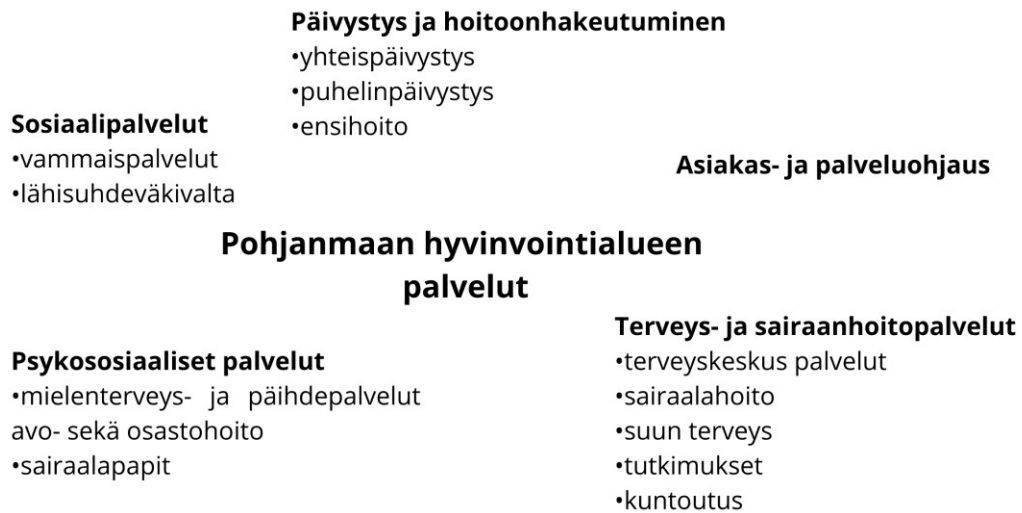 Päivystys ja hoitoonhakeutuminen
•yhteispäivystys
•puhelinpäivystys
•ensihoito
Sosiaalipalvelut
•vammaispalvelut
•lähisuhdeväkivalta
Asiakas- ja palveluohjaus
Pohjanmaan hyvinvointialueen
palvelut
Psykososiaaliset palvelut
•mielenterveys- ja päihdepalvelut
avo- sekä osastohoito
•sairaalapapit
Terveys- ja sairaanhoitopalvelut
•terveyskeskus palvelut
•sairaalahoito
•suun terveys
•tutkimukset
•kuntoutus